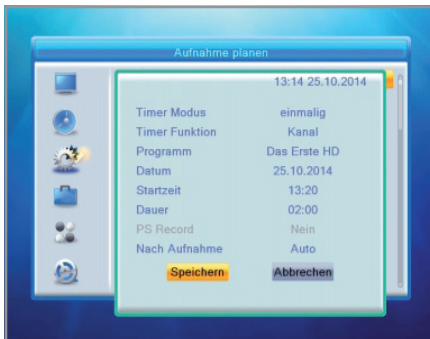 Aufnahme planen
13:14 25.10.2014
Timer Modus einmalig
Timer Funktion Kanal
Programm Das Erste HD
Datum 25.10.2014
Startzeit 13:20
Dauer 02:00
PS Record Nein
Nach Aufnahme Auto
Speichern Abbrechen